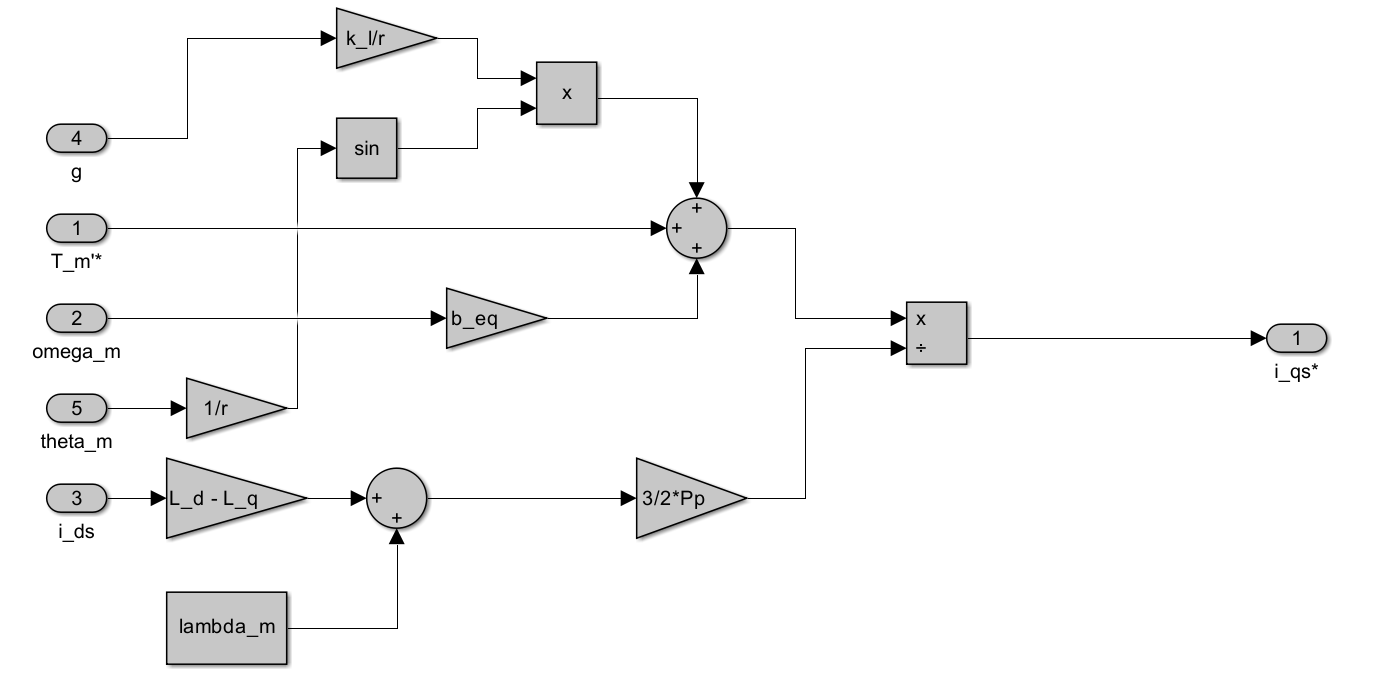 k_l/r
x
sin
4
g
1
T_m'*
+
+
+
2
omega_m
b_eq
x
÷
1
i_qs*
5
theta_m
1/r
3
i_ds
L_d - L_q
+
+
3/2*Pp
lambda_m